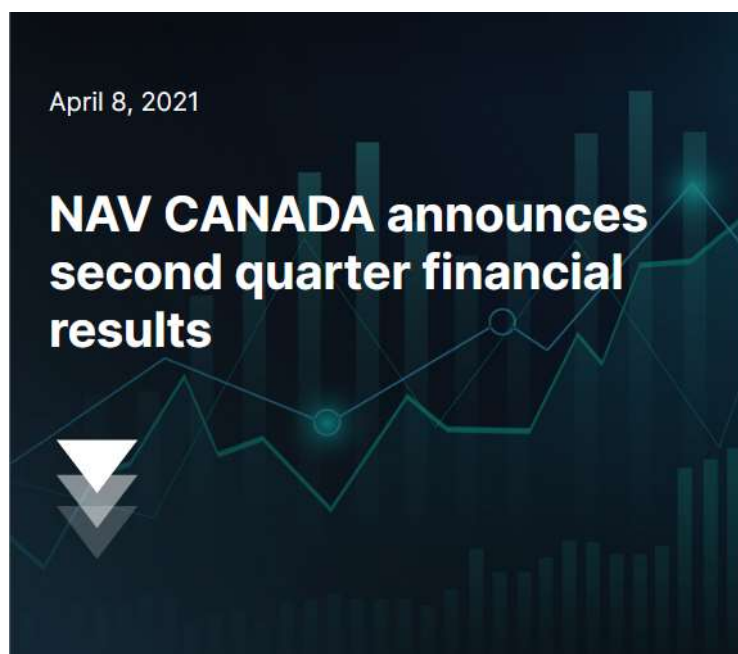 April 8, 2021
NAV CANADA announces
second quarter financial
results